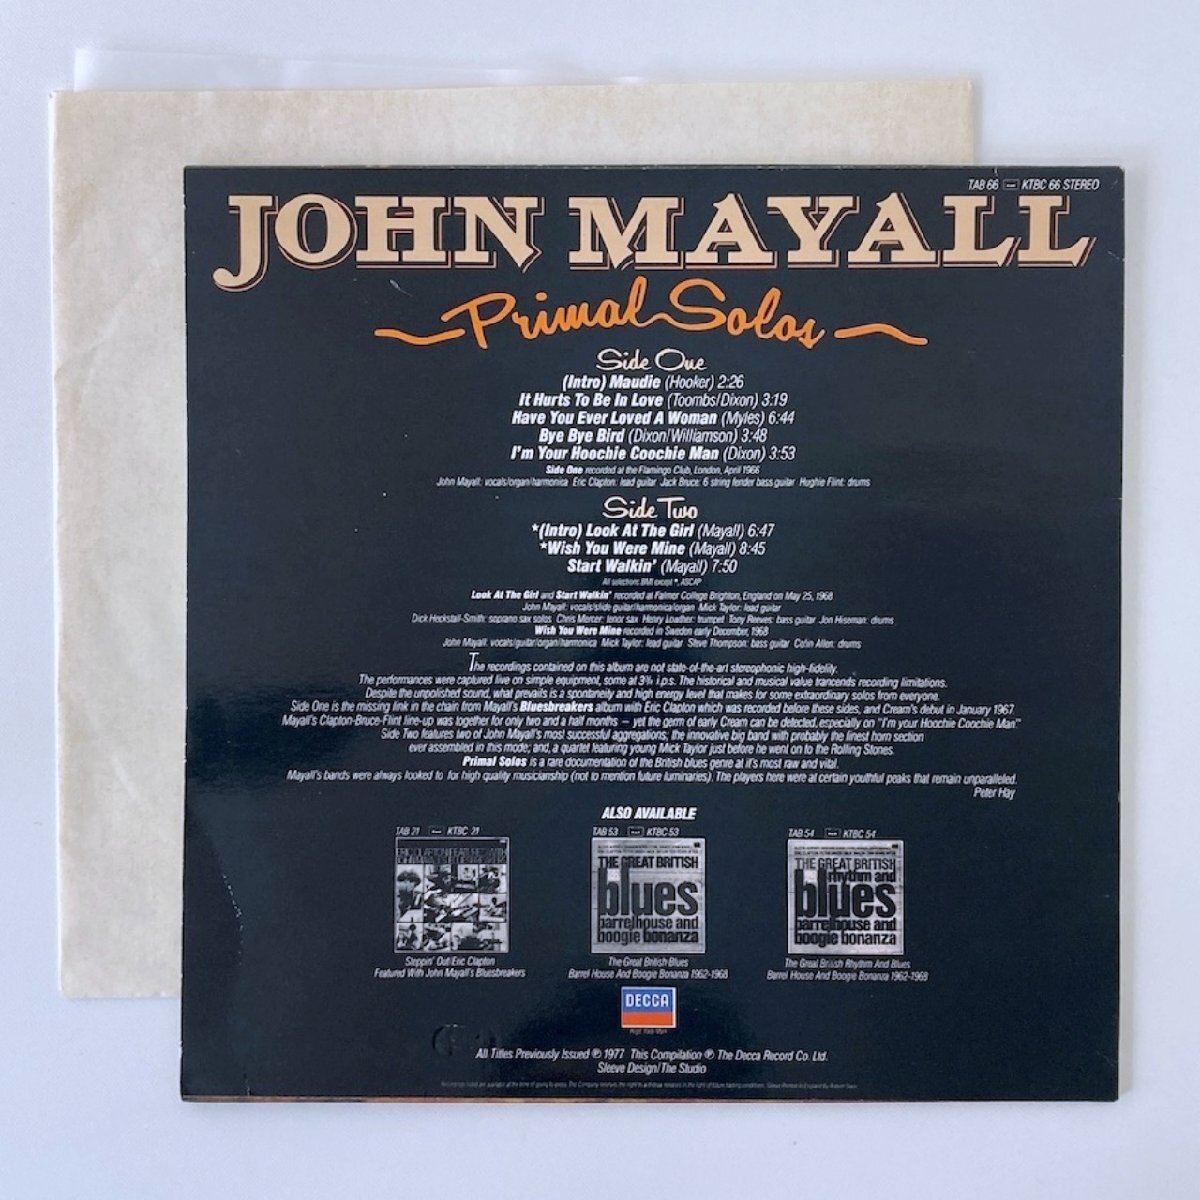 TAB 66 KTBC 66 STEREO
JOHN MAYALL
Primal Solos
Side One
(Intro) Maudie (Hooker) 2:26
It Hurts To Be In Love (Toombs/Dixon) 3:19
Have You Ever Loved A Woman (Myles) 6:44
Bye Bye Bird (Dixon/Williamson) 3:48
I'm Your Hoochie Coochie Man (Dixon) 3:53
Side One recorded at the Flamingo Club, London, April 1966
John Mayall: vocals/organ/harmonica Eric Clapton: lead guitar Jack Bruce: 6 string fender bass guitar Hughie Flint: drums
Side Two
*(Intro) Look At The Girl (Mayall) 6:47
*Wish You Were Mine (Mayall) 8:45
Start Walkin' (Mayall) 7:50
All selections BMI except *, ASCAP
Look At The Girl and Start Walkin' recorded at Falmer College Brighton, England on May 25, 1968
John Mayall: vocals/slide guitar/harmonica/organ Mick Taylor: lead guitar
Dick Heckstall-Smith: soprano sax solos Chris Mercer: tenor sax Henry Lowther: trumpet Tony Reeves: bass guitar Jon Hiseman: drums
Wish You Were Mine recorded in Sweden early December, 1968
John Mayall: vocals/guitar/organ/harmonica Mick Taylor: lead guitar Steve Thompson: bass guitar Colin Allen: drums
The recordings contained on this album are not state-of-the-art stereophonic high-fidelity.
The performances were captured live on simple equipment, some at 3¾ i.p.s. The historical and musical value trancends recording limitations.
Despite the unpolished sound, what prevails is a spontaneity and high energy level that makes for some extraordinary solos from everyone.
Side One is the missing link in the chain from Mayall's Bluesbreakers album with Eric Clapton which was recorded before these sides, and Cream's debut in January 1967.
Mayall's Clapton-Bruce-Flint line-up was together for only two and a half months — yet the germ of early Cream can be detected, especially on "I'm your Hoochie Coochie Man"
Side Two features two of John Mayall's most successful aggregations; the innovative big band with probably the finest horn section
ever assembled in this mode; and, a quartet featuring young Mick Taylor just before he went on to the Rolling Stones.
Primal Solos is a rare documentation of the British blues genre at it's most raw and vital.
Mayall's bands were always looked to for high quality musicianship (not to mention future luminaries). The players here were at certain youthful peaks that remain unparalleled.
Peter Hay
ALSO AVAILABLE
TAB 21 KTBC 21
TAB 53 KTBC 53
TAB 54 KTBC 54
THE GREAT BRITISH
blues
barrelhouse and
boogie bonanza
THE GREAT BRITISH
rhythm and
blues
barrelhouse and
boogie bonanza
Steppin' Out/Eric Clapton
Featured With John Mayall's Bluesbreakers
The Great British Blues
Barrel House And Boogie Bonanza 1962-1968
The Great British Rhythm And Blues
Barrel House And Boogie Bonanza 1962-1968
DECCA
All Titles Previously Issued ℗ 1977 This Compilation ℗ The Decca Record Co. Ltd.
Sleeve Design/The Studio